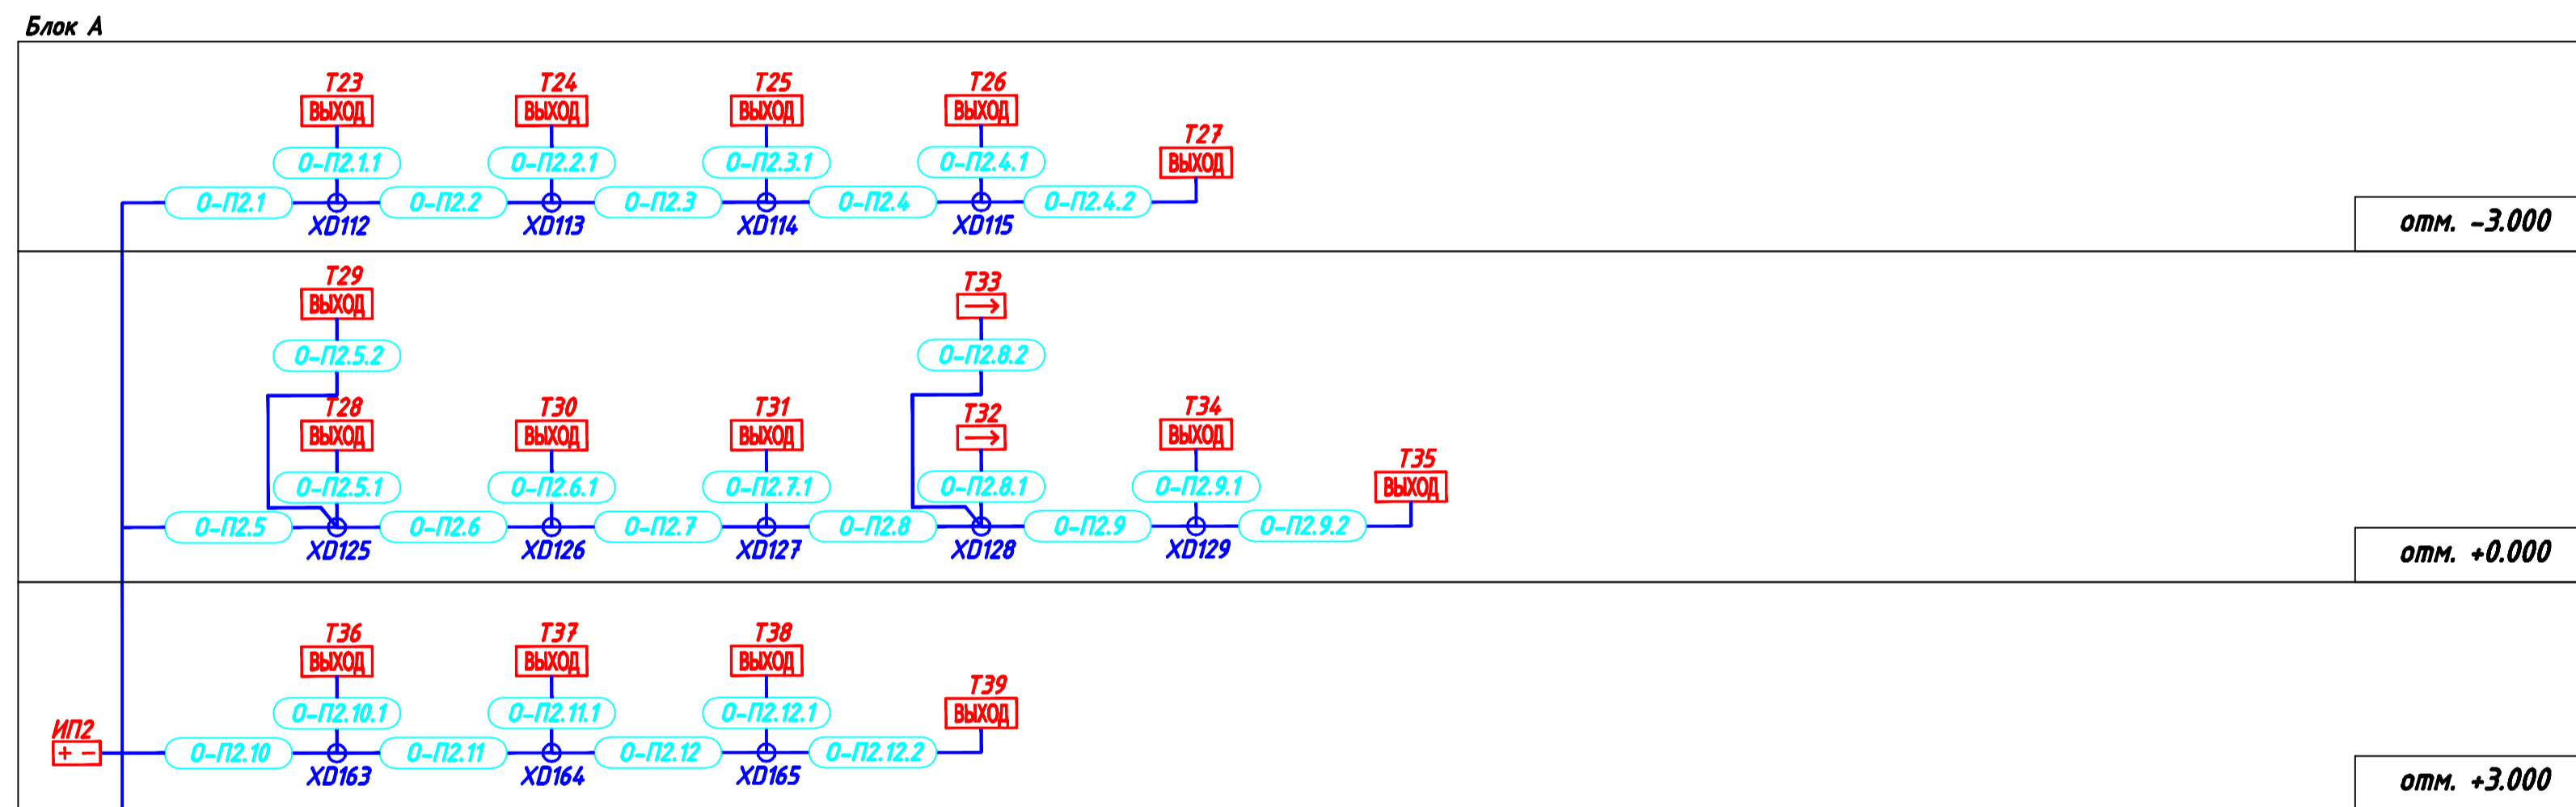 Блок А
Т23 Т24 Т25 Т26
ВЫХОД ВЫХОД ВЫХОД ВЫХОД
Т27
О-П2.1.1 О-П2.2.1 О-П2.3.1 О-П2.4.1 ВЫХОД
О-П2.1 О-П2.2 О-П2.3 О-П2.4 О-П2.4.2
XD112 XD113 XD114 XD115
отм. -3.000
Т29 Т33
ВЫХОД
О-П2.5.2 О-П2.8.2
Т28 Т30 Т31 Т32 Т34
ВЫХОД ВЫХОД ВЫХОД ВЫХОД
Т35
О-П2.5.1 О-П2.6.1 О-П2.7.1 О-П2.8.1 О-П2.9.1 ВЫХОД
О-П2.5 О-П2.6 О-П2.7 О-П2.8 О-П2.9 О-П2.9.2
XD125 XD126 XD127 XD128 XD129
отм. +0.000
Т36 Т37 Т38
ВЫХОД ВЫХОД ВЫХОД
Т39
О-П2.10.1 О-П2.11.1 О-П2.12.1 ВЫХОД
ИП2
+ - О-П2.10 О-П2.11 О-П2.12 О-П2.12.2
XD163 XD164 XD165
отм. +3.000